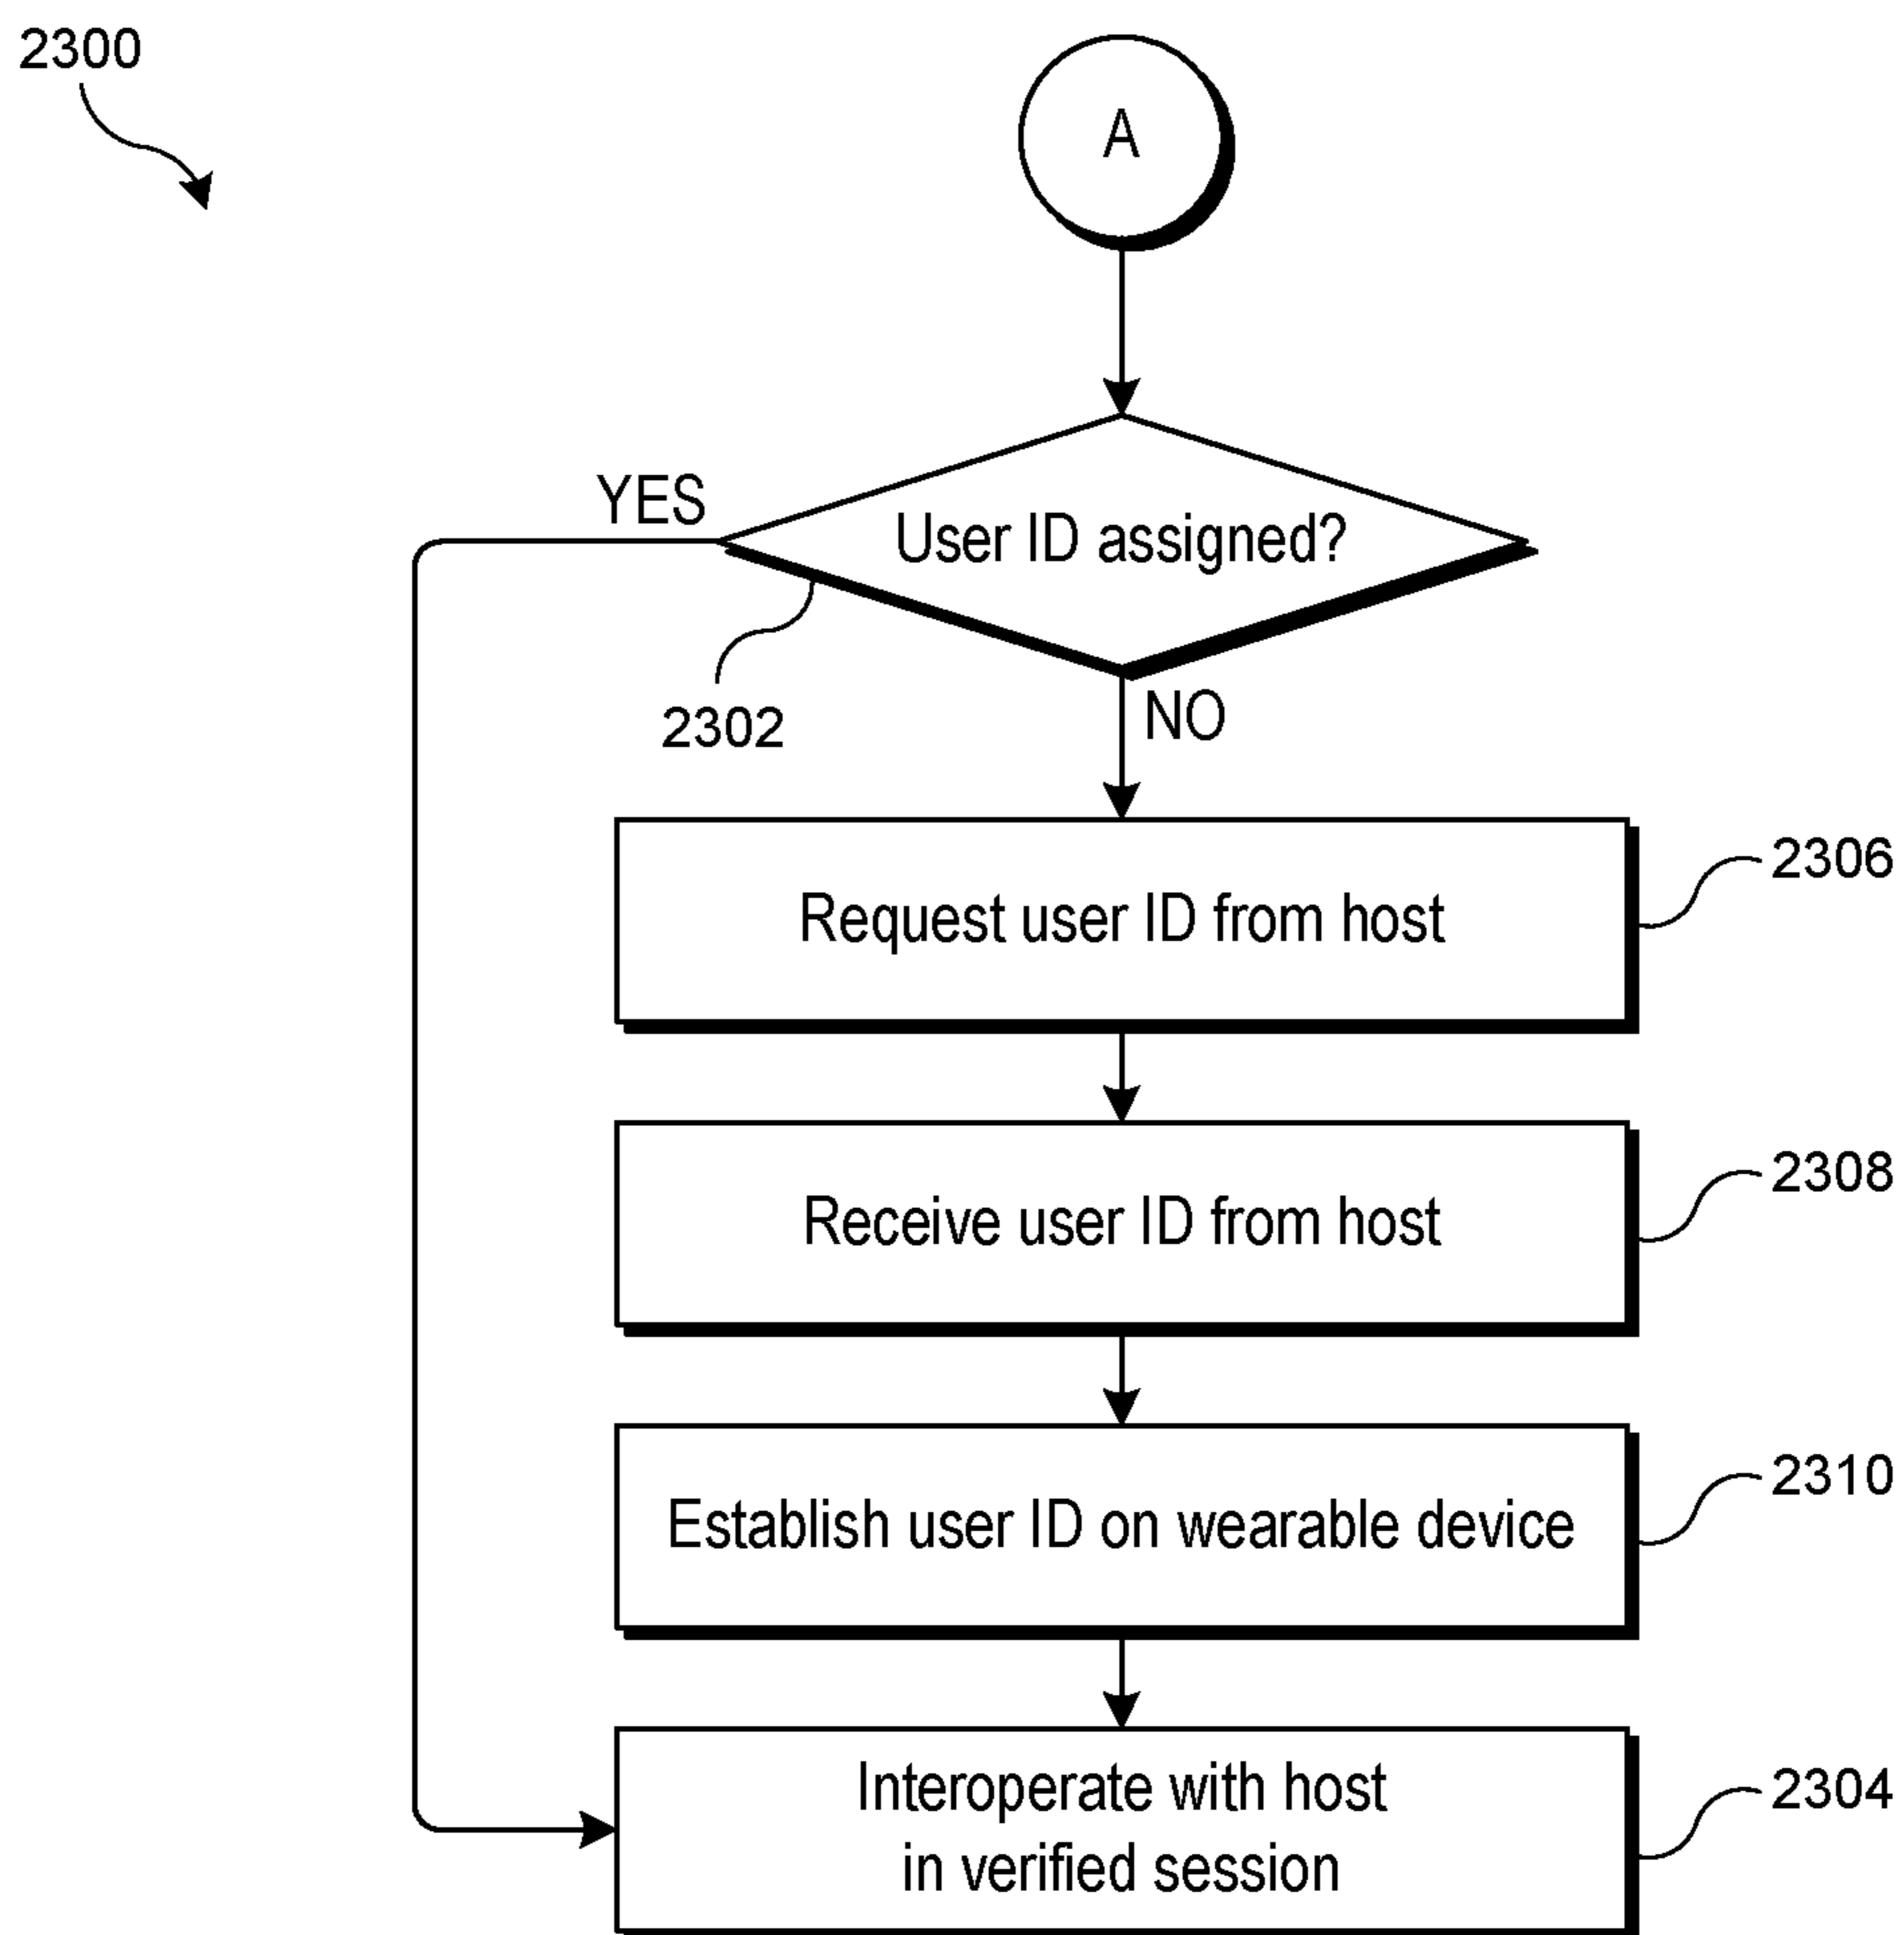 2300
A
YES
User ID assigned?
2302
NO
2306
Request user ID from host
2308
Receive user ID from host
2310
Establish user ID on wearable device
2304
Interoperate with host
in verified session